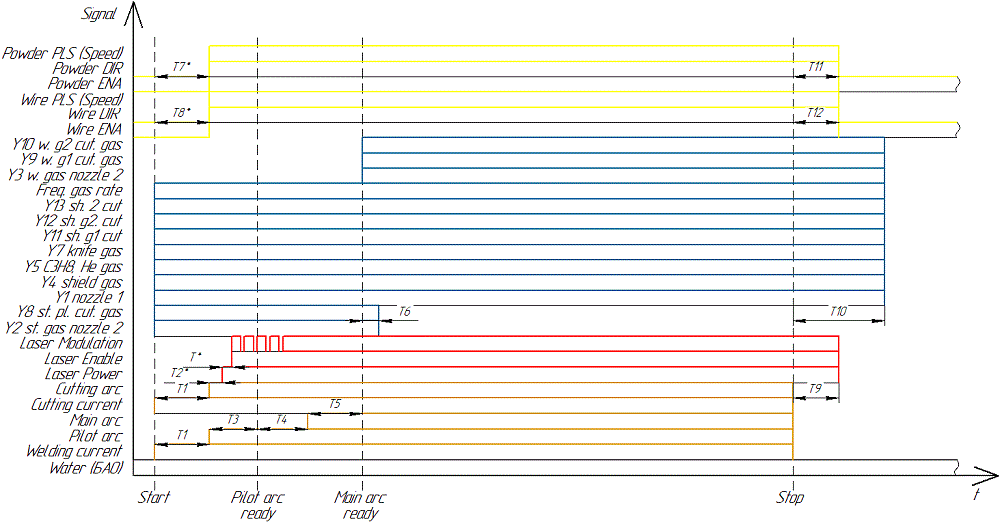 Signal
Powder PLS (Speed)
T7*
T11
Powder DIR
Powder ENA
Wire PLS (Speed)
Wire DIR
T8*
T12
Wire ENA
Y10 w. g2 cut. gas
Y9 w. g1 cut. gas
Y3 w. gas nozzle 2
Freq. gas rate
Y13 sh. 2 cut
Y12 sh. g2. cut
Y11 sh. g1 cut
Y7 knife gas
Y5 C3H8, He gas
Y4 shield gas
Y1 nozzle 1
Y8 st. pl. cut. gas
T6
T10
Y2 st. gas nozzle 2
Laser Modulation
Laser Enable
T*
Laser Power
T2*
Cutting arc
T1
T9
Cutting current
T5
Main arc
T3
T4
Pilot arc
T1
Welding current
Water (БАО)
Start
Pilot arc
ready
Main arc
ready
Stop
t